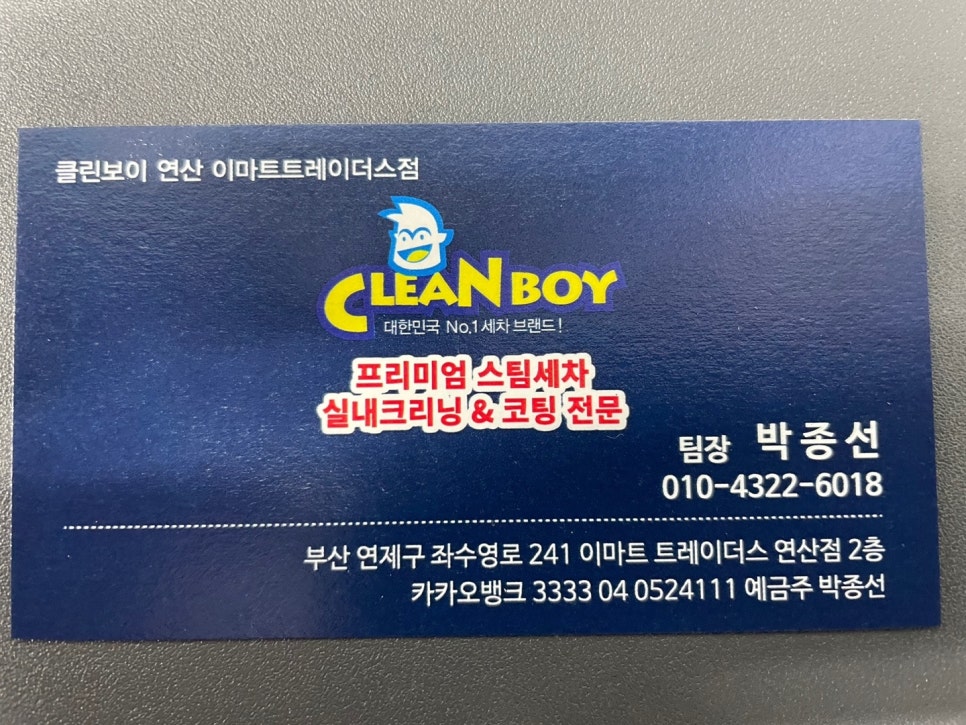 클린보이 연산 이마트트레이더스점
CLEANBOY
대한민국 No.1 세차 브랜드!
프리미엄 스팀세차
실내크리닝 & 코팅 전문
팀장 박종선
010-4322-6018
부산 연제구 좌수영로 241 이마트 트레이더스 연산점 2층
카카오뱅크 3333 04 0524111 예금주 박종선